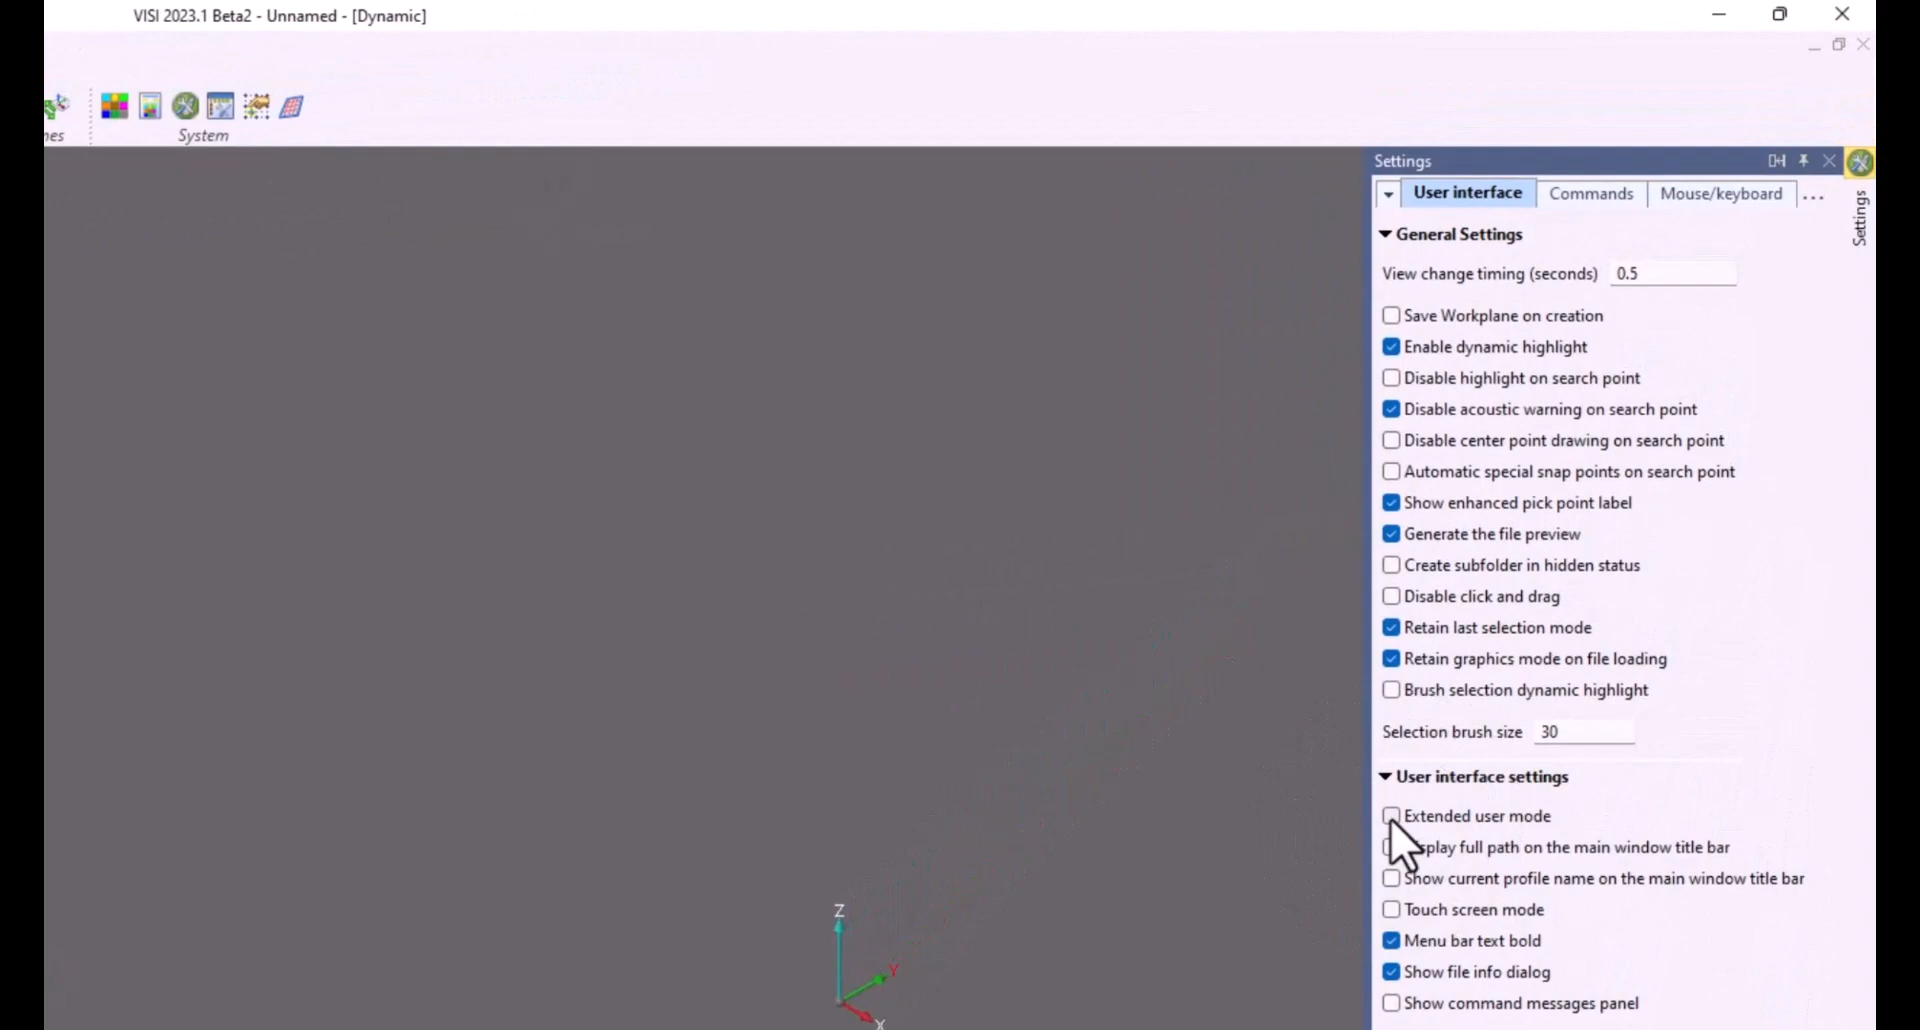 VISI 2023.1 Beta2 - Unnamed - [Dynamic]
nes
System
Settings
User interface
Commands
Mouse/keyboard
...
Settings
General Settings
View change timing (seconds) 0.5
Save Workplane on creation
Enable dynamic highlight
Disable highlight on search point
Disable acoustic warning on search point
Disable center point drawing on search point
Automatic special snap points on search point
Show enhanced pick point label
Generate the file preview
Create subfolder in hidden status
Disable click and drag
Retain last selection mode
Retain graphics mode on file loading
Brush selection dynamic highlight
Selection brush size 30
User interface settings
Extended user mode
splay full path on the main window title bar
Show current profile name on the main window title bar
Touch screen mode
Menu bar text bold
Show file info dialog
Show command messages panel
Z
Y
X